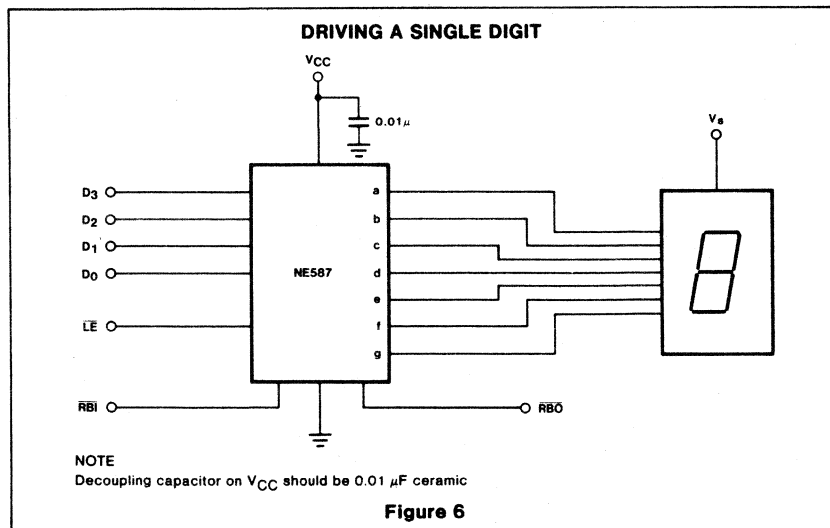 DRIVING A SINGLE DIGIT
VCC
0.01μ
Vs
D3
D2
D1
D0
LE
RBI
NE587
a
b
c
d
e
f
g
RBO
NOTE
Decoupling capacitor on VCC should be 0.01 μF ceramic
Figure 6